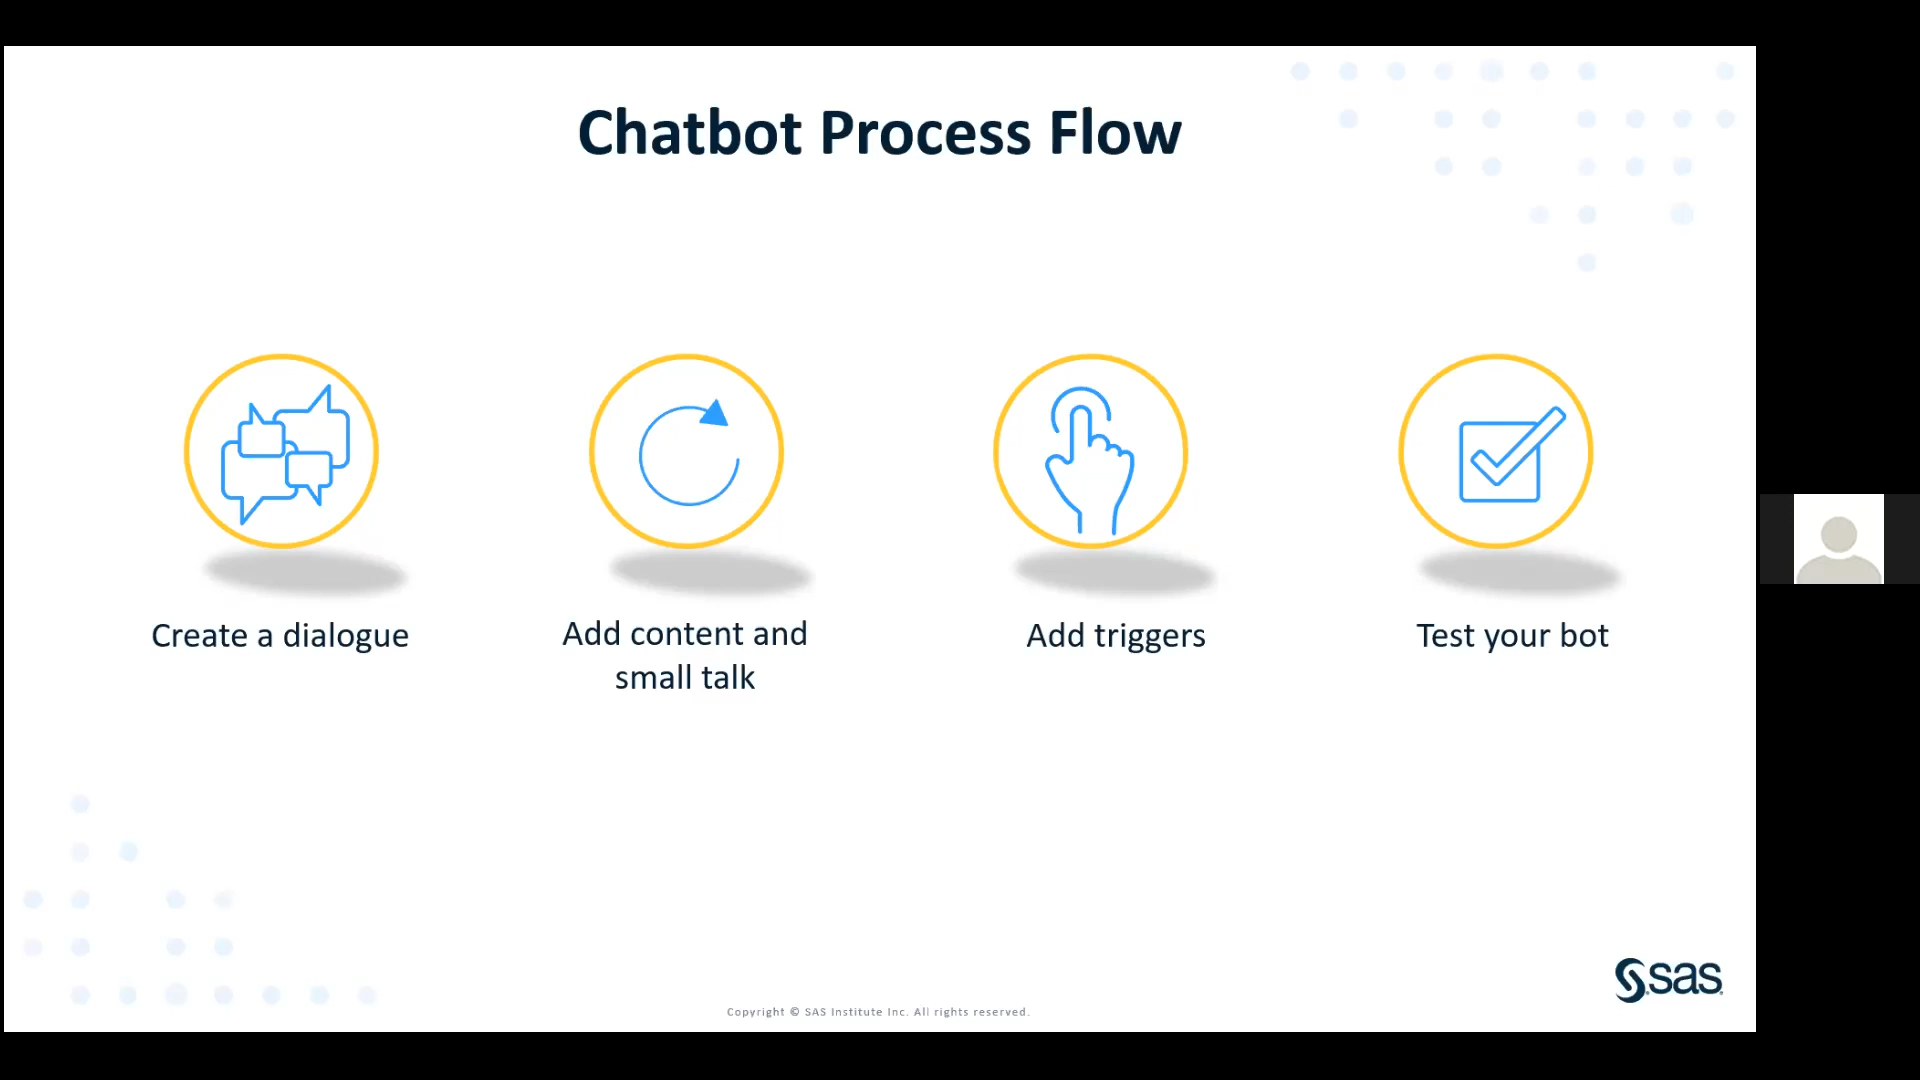 Chatbot Process Flow
Create a dialogue
Add content and
small talk
Add triggers
Test your bot
sas
Copyright © SAS Institute Inc. All rights reserved.